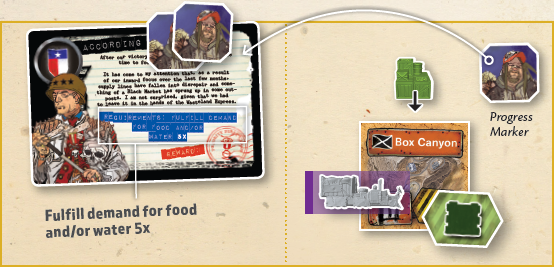 ACCORDING
After our victory
time to fo
It has come to my attention that, as a result
of our inward focus over the last few months,
supply lines have fallen into disrepair and some-
thing of a Black Market has sprung up in some out-
posts. I am not surprised, given that we had
to leave it in the hands of the Wasteland Express.
REQUIREMENTS: FULFILL DEMAND
FOR FOOD AND/OR
WATER 5X
REWARD:
Fulfill demand for food
and/or water 5x
Box Canyon
Progress
Marker